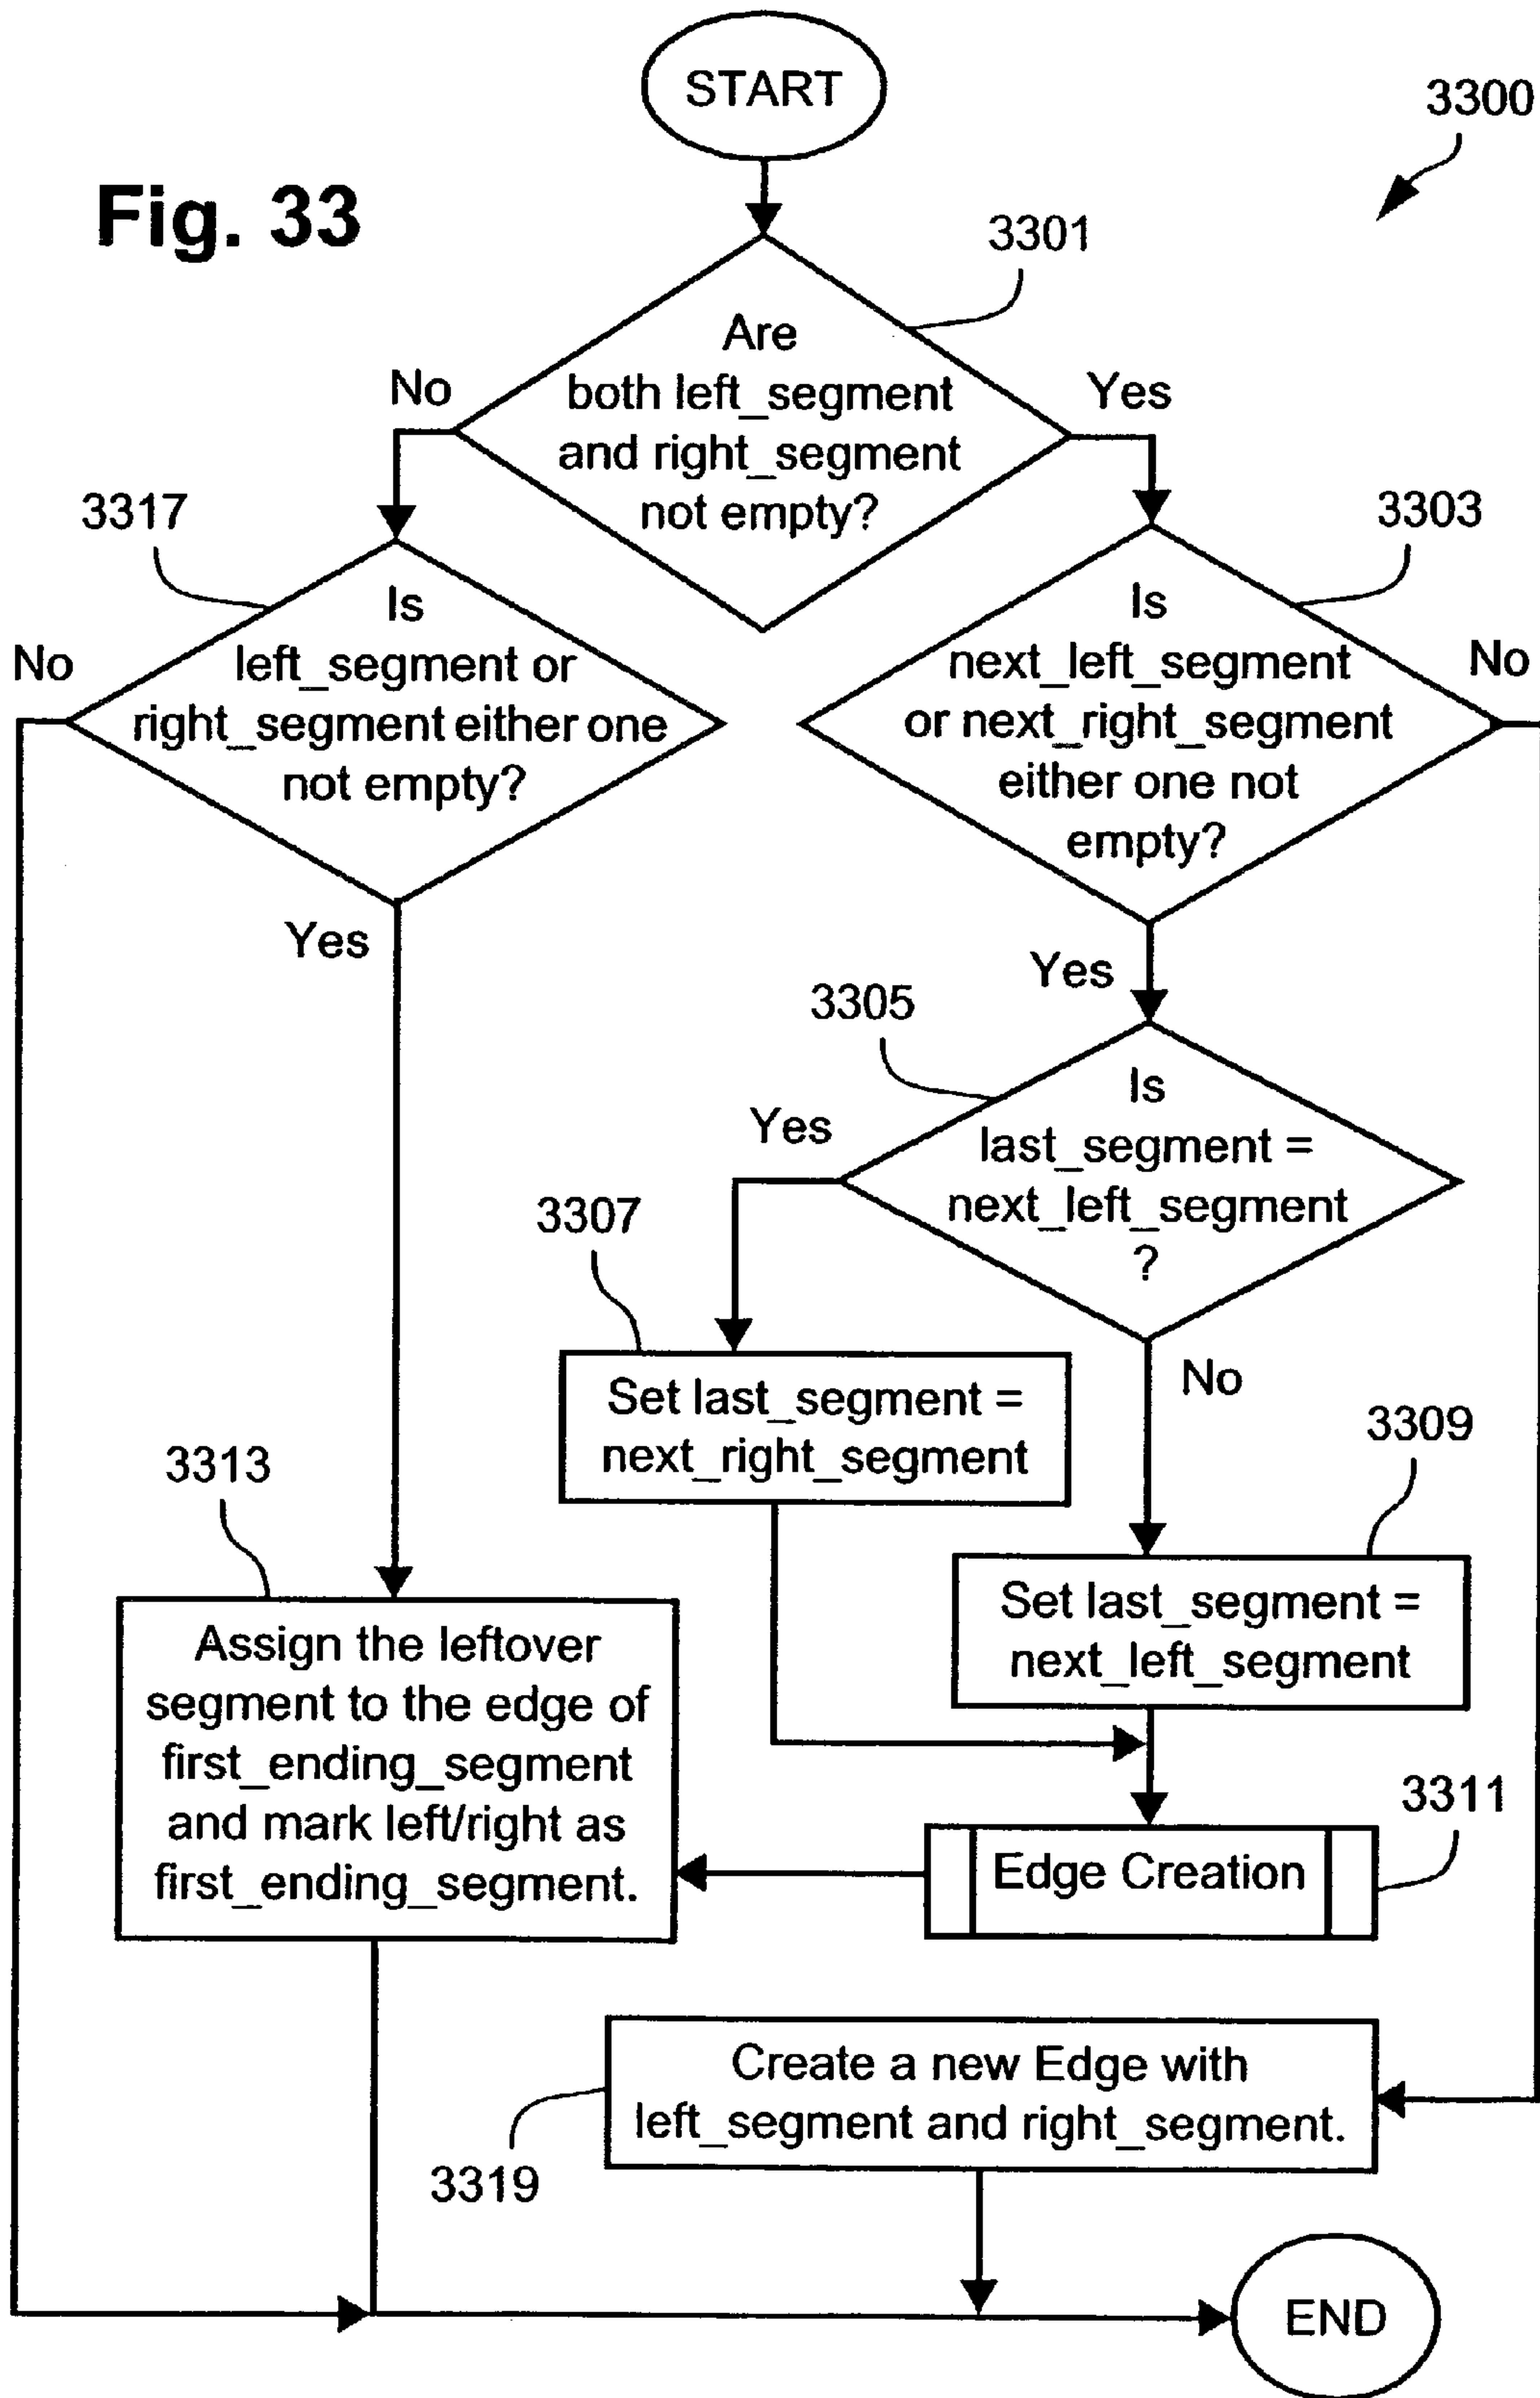 START
3300
Fig. 33
3301
Are
both left_segment
and right_segment
not empty?
No
Yes
3317
3303
Is
left_segment or
right_segment either one
not empty?
No
Yes
Is
next_left_segment
or next_right_segment
either one not
empty?
No
Yes
3305
Is
last_segment =
next_left_segment
?
Yes
No
3307
Set last_segment =
next_right_segment
3309
Set last_segment =
next_left_segment
3313
Assign the leftover
segment to the edge of
first_ending_segment
and mark left/right as
first_ending_segment.
3311
Edge Creation
Create a new Edge with
left_segment and right_segment.
3319
END